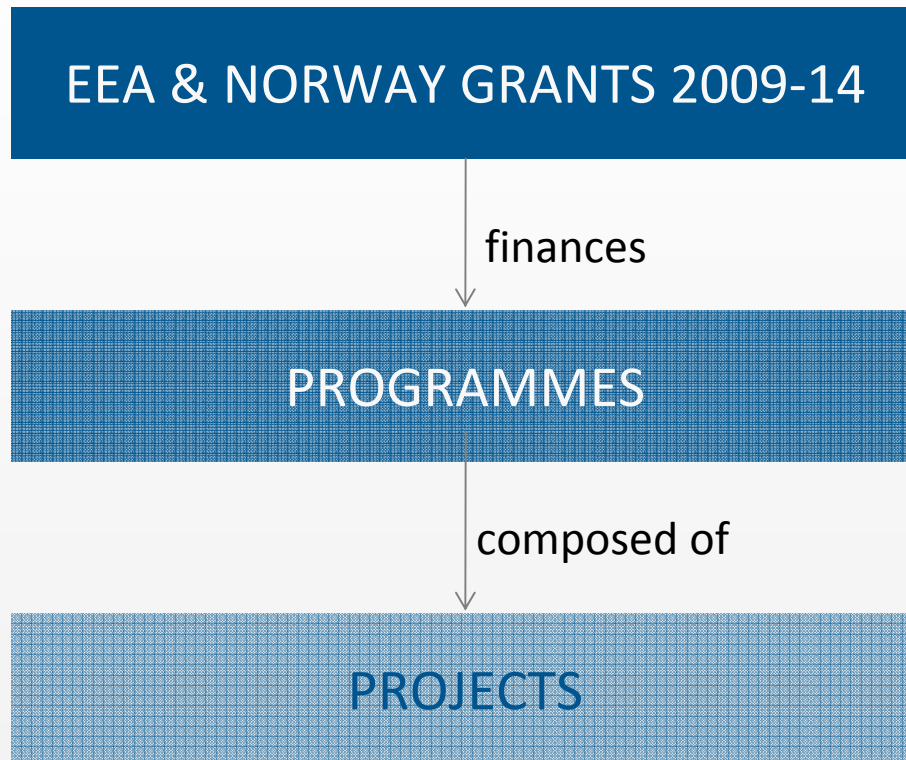 EEA & NORWAY GRANTS 2009-14
finances
PROGRAMMES
composed of
PROJECTS